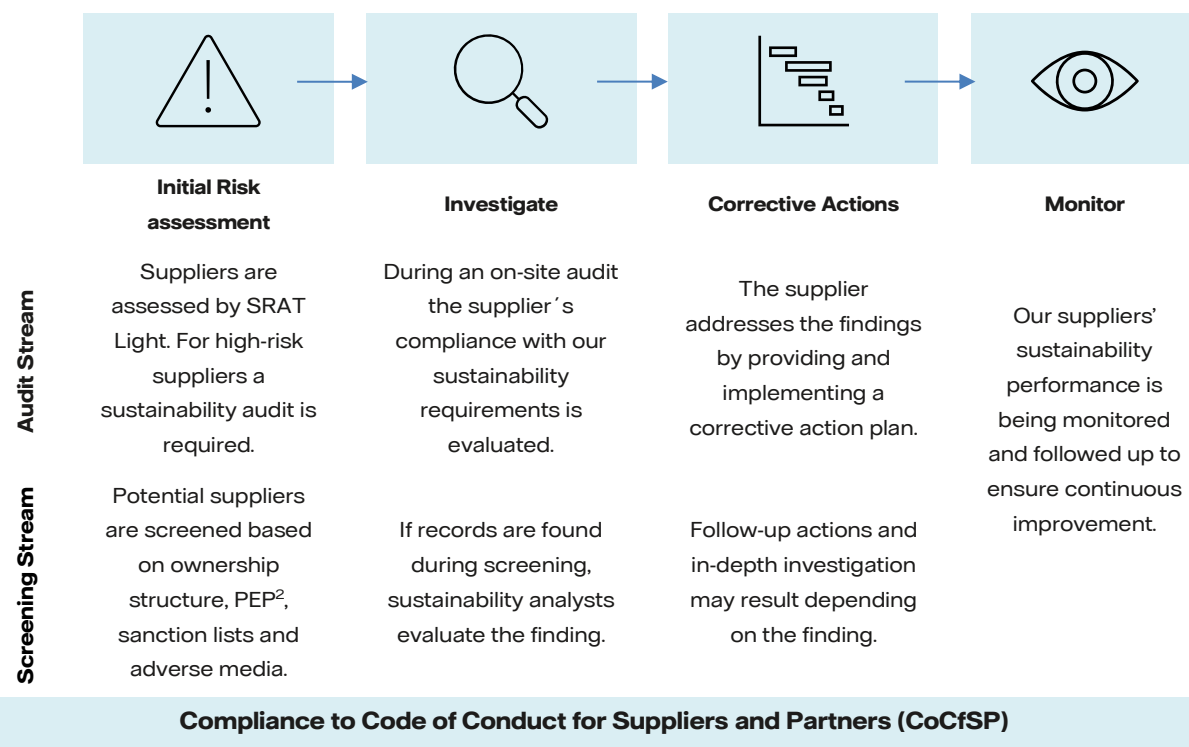 Initial Risk
assessment
Investigate
Corrective Actions
Monitor
Audit Stream
Suppliers are
assessed by SRAT
Light. For high-risk
suppliers a
sustainability audit is
required.
During an on-site audit
the supplier´s
compliance with our
sustainability
requirements is
evaluated.
The supplier
addresses the findings
by providing and
implementing a
corrective action plan.
Our suppliers’
sustainability
performance is
being monitored
and followed up to
ensure continuous
improvement.
Screening Stream
Potential suppliers
are screened based
on ownership
structure, PEP²,
sanction lists and
adverse media.
If records are found
during screening,
sustainability analysts
evaluate the finding.
Follow-up actions and
in-depth investigation
may result depending
on the finding.
Compliance to Code of Conduct for Suppliers and Partners (CoCfSP)